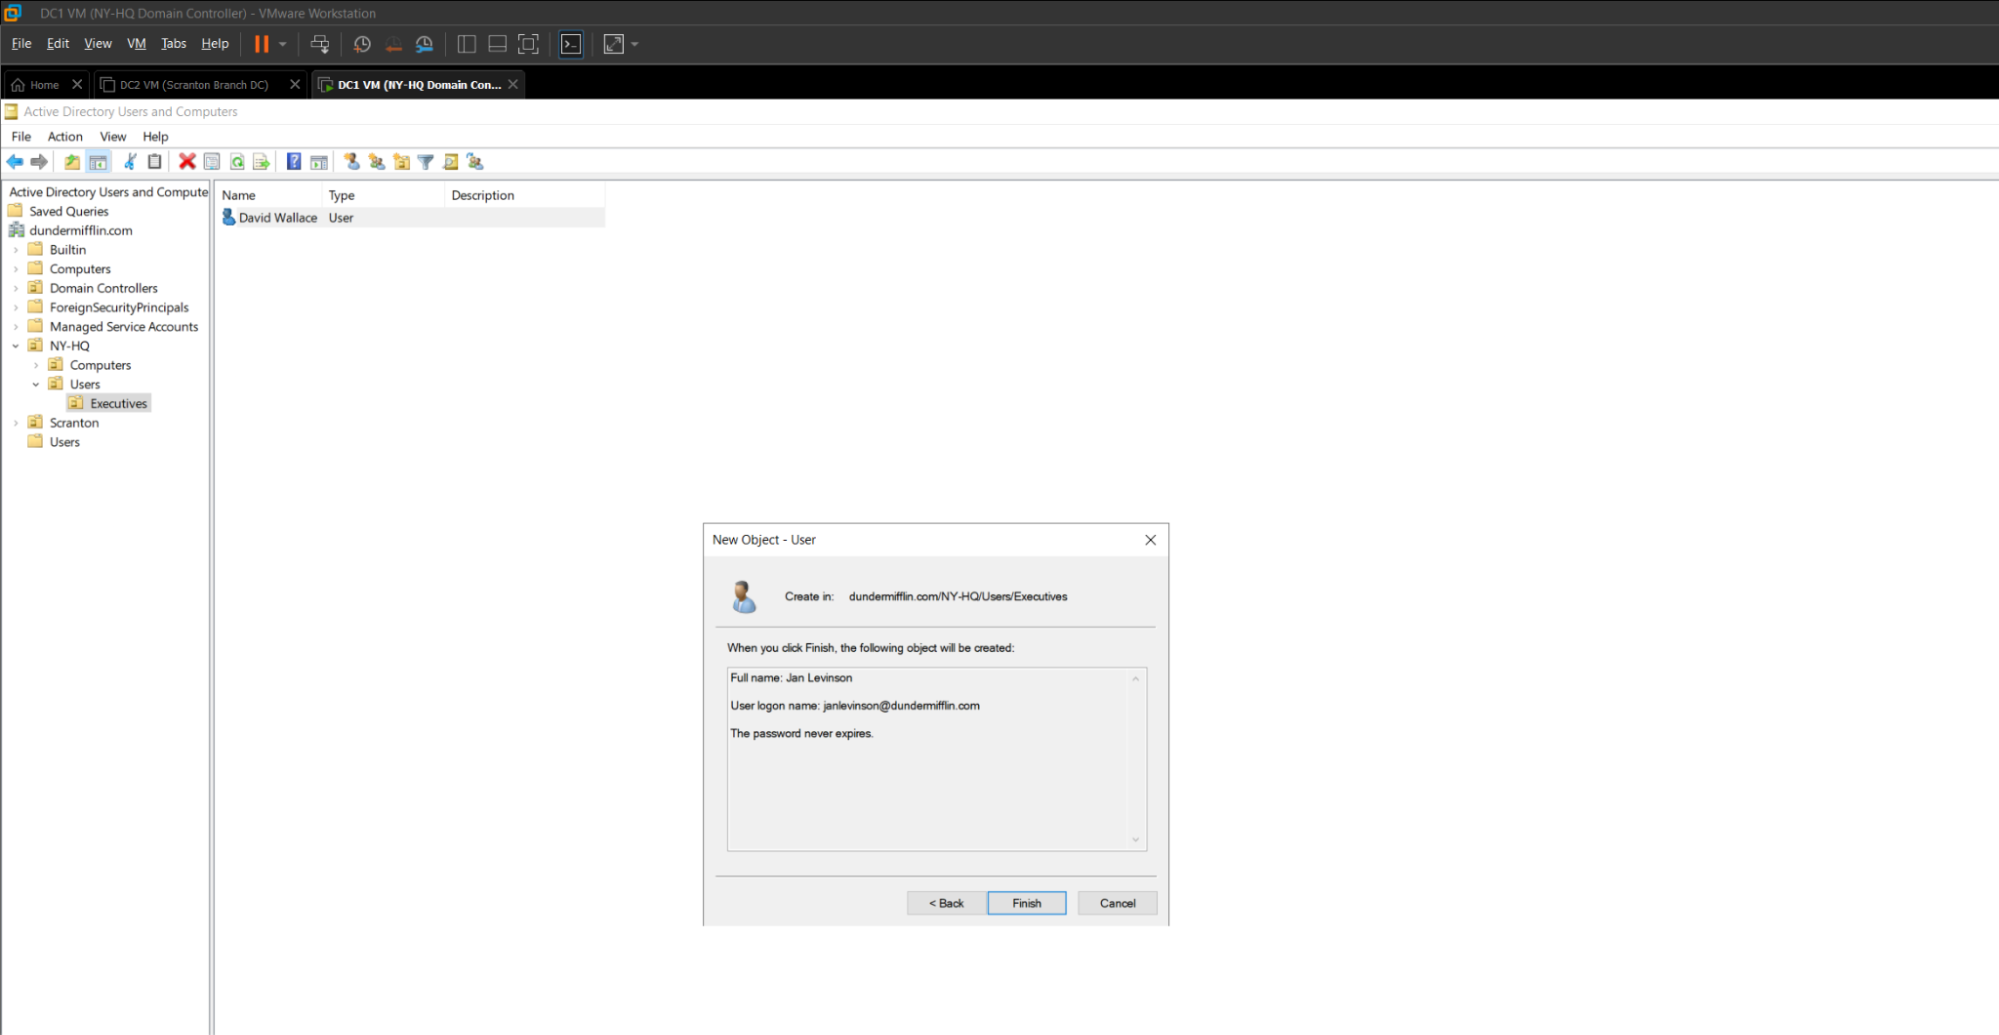 DC1 VM (NY-HQ Domain Controller) - VMware Workstation
File Edit View VM Tabs Help
Home DC2 VM (Scranton Branch DC) DC1 VM (NY-HQ Domain Con...
Active Directory Users and Computers
File Action View Help
Active Directory Users and Compute
Saved Queries
dundermifflin.com
Builtin
Computers
Domain Controllers
ForeignSecurityPrincipals
Managed Service Accounts
NY-HQ
Computers
Users
Executives
Scranton
Users
Name Type Description
David Wallace User
New Object - User
Create in: dundermifflin.com/NY-HQ/Users/Executives
When you click Finish, the following object will be created:
Full name: Jan Levinson
User logon name: janlevinson@dundermifflin.com
The password never expires.
< Back Finish Cancel